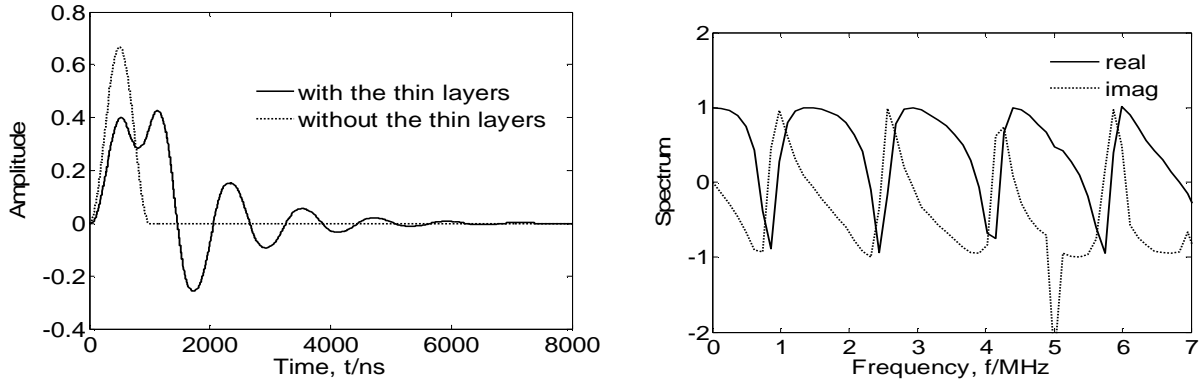 0.8
0.6
0.4
0.2
0
-0.2
-0.4
Amplitude
with the thin layers
without the thin layers
0 2000 4000 6000 8000
Time, t/ns
2
1
0
-1
-2
Spectrum
real
imag
0 1 2 3 4 5 6 7
Frequency, f/MHz